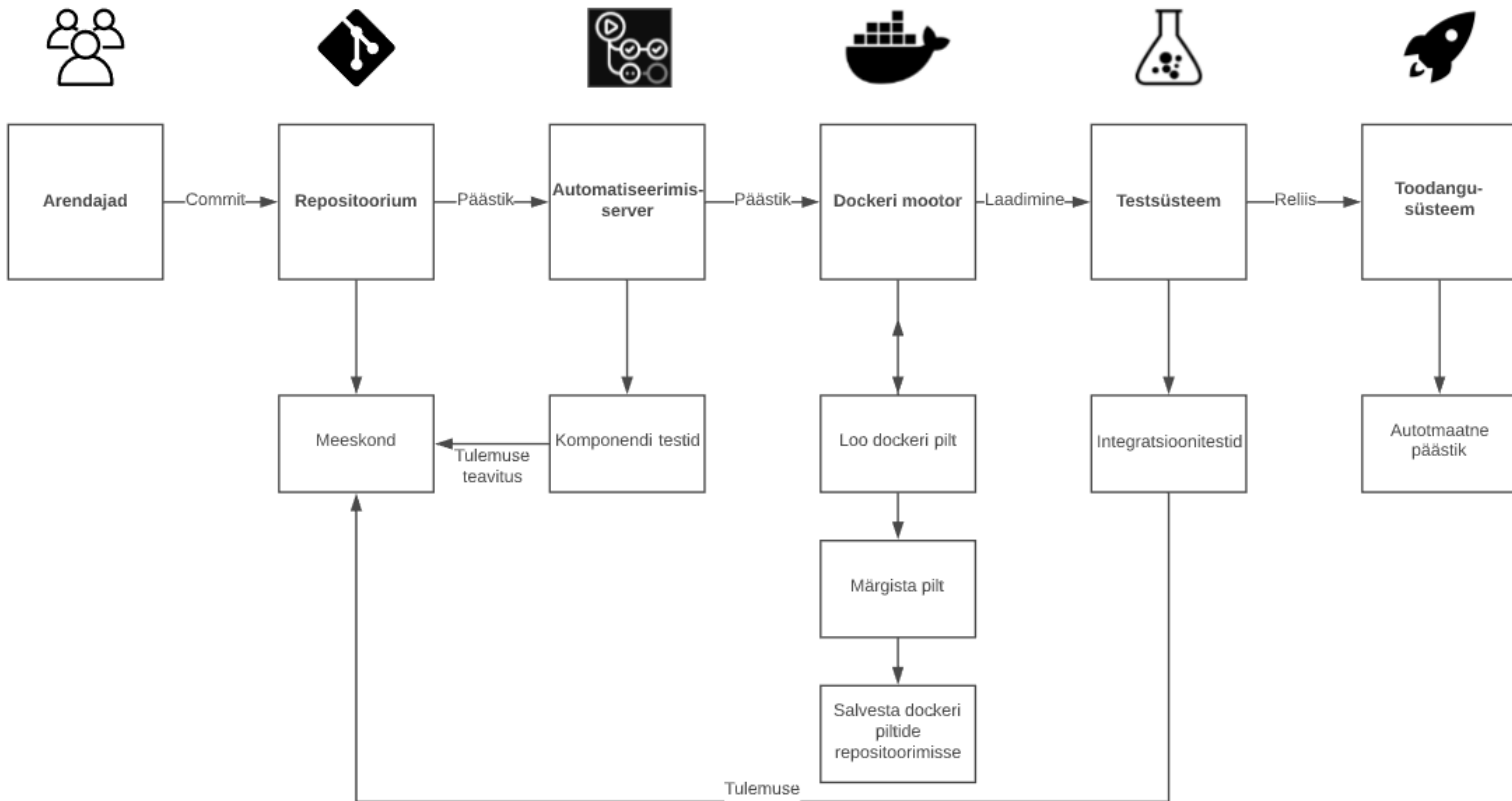 Arendajad
Commit
Repositoorium
Päästik
Automatiseerimis-
server
Päästik
Dockeri mootor
Laadimine
Testsüsteem
Reliis
Toodangu-
süsteem
Meeskond
Tulemuse
teavitus
Komponendi testid
Loo dockeri pilt
Integratsioonitestid
Autotmaatne
päästik
Märgista pilt
Salvesta dockeri
piltide
repositoorimisse
Tulemuse